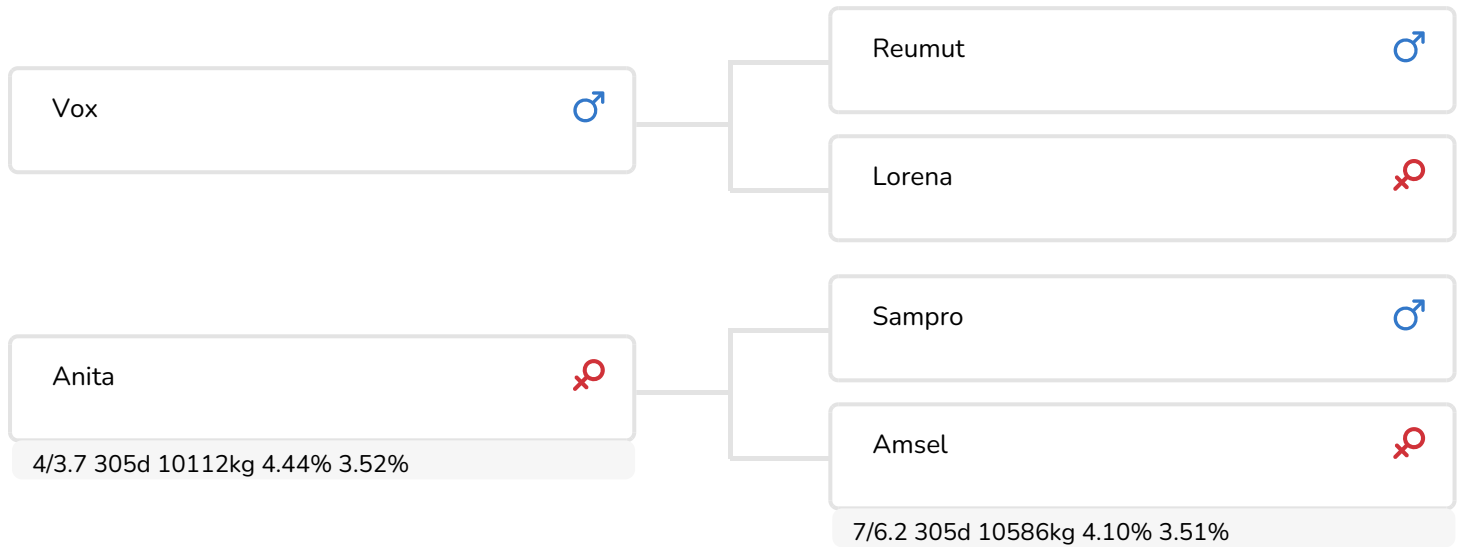 Vox
Reumut
Lorena
Anita
4/3.7 305d 10112kg 4.44% 3.52%
Sampro
Amsel
7/6.2 305d 10586kg 4.10% 3.51%